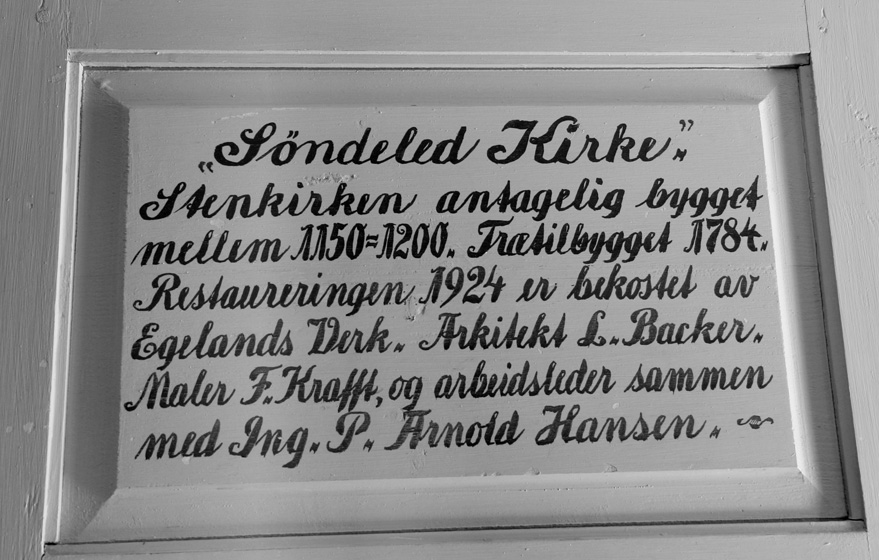 „Söndeled Kirke.”
Stenkirken antagelig bygget
mellem 1150=1200. Trætilbygget 1784.
Restaureringen 1924 er bekostet av
Egelands Verk. Arkitekt L. Backer.
Maler F. Krafft, og arbeidsleder sammen
med Ing. P. Arnold Hansen.